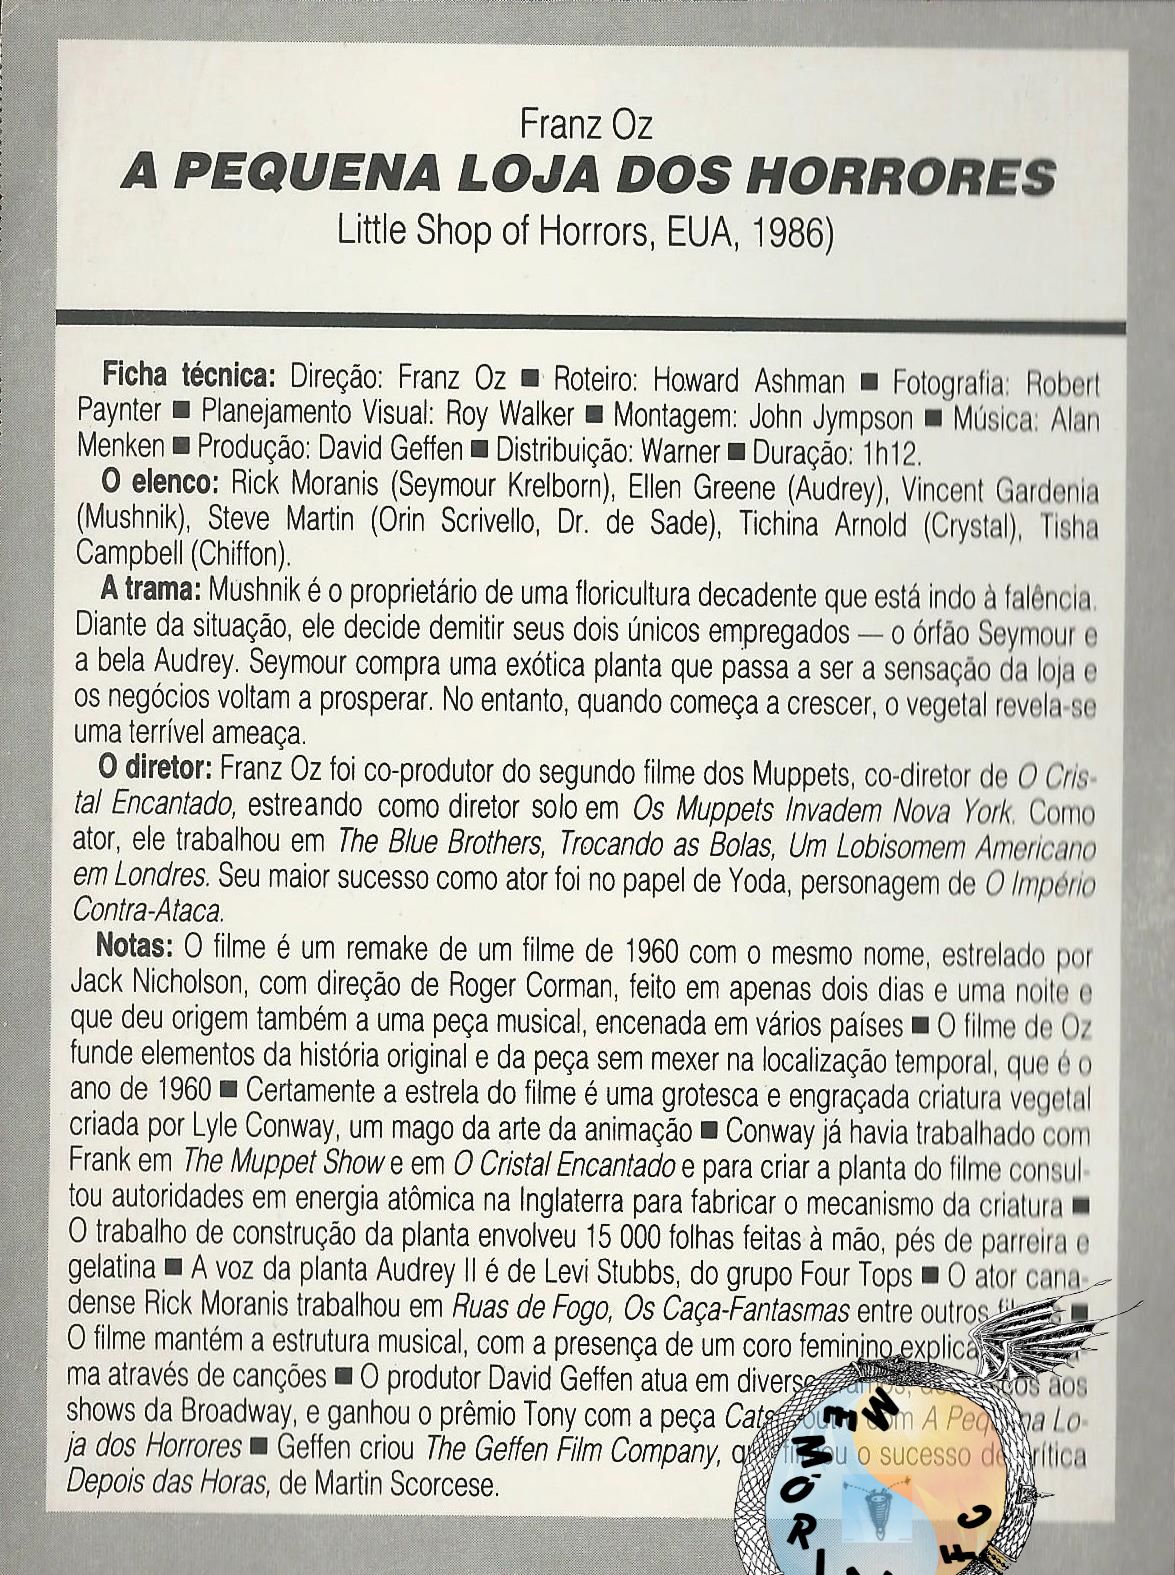 Franz Oz
A PEQUENA LOJA DOS HORRORES
Little Shop of Horrors, EUA, 1986)
Ficha técnica: Direção: Franz Oz ■ Roteiro: Howard Ashman ■ Fotografia: Robert
Paynter ■ Planejamento Visual: Roy Walker ■ Montagem: John Jympson ■ Música: Alan
Menken ■ Produção: David Geffen ■ Distribuição: Warner ■ Duração: 1h12.
O elenco: Rick Moranis (Seymour Krelborn), Ellen Greene (Audrey), Vincent Gardenia
(Mushnik), Steve Martin (Orin Scrivello, Dr. de Sade), Tichina Arnold (Crystal), Tisha
Campbell (Chiffon).
A trama: Mushnik é o proprietário de uma floricultura decadente que está indo à falência.
Diante da situação, ele decide demitir seus dois únicos empregados — o órfão Seymour e
a bela Audrey. Seymour compra uma exótica planta que passa a ser a sensação da loja e
os negócios voltam a prosperar. No entanto, quando começa a crescer, o vegetal revela-se
uma terrível ameaça.
O diretor: Franz Oz foi co-produtor do segundo filme dos Muppets, co-diretor de O Cris-
tal Encantado, estreando como diretor solo em Os Muppets Invadem Nova York. Como
ator, ele trabalhou em The Blue Brothers, Trocando as Bolas, Um Lobisomem Americano
em Londres. Seu maior sucesso como ator foi no papel de Yoda, personagem de O Império
Contra-Ataca.
Notas: O filme é um remake de um filme de 1960 com o mesmo nome, estrelado por
Jack Nicholson, com direção de Roger Corman, feito em apenas dois dias e uma noite e
que deu origem também a uma peça musical, encenada em vários países ■ O filme de Oz
funde elementos da história original e da peça sem mexer na localização temporal, que é o
ano de 1960 ■ Certamente a estrela do filme é uma grotesca e engraçada criatura vegetal
criada por Lyle Conway, um mago da arte da animação ■ Conway já havia trabalhado com
Frank em The Muppet Show e em O Cristal Encantado e para criar a planta do filme consul-
tou autoridades em energia atômica na Inglaterra para fabricar o mecanismo da criatura ■
O trabalho de construção da planta envolveu 15 000 folhas feitas à mão, pés de parreira e
gelatina ■ A voz da planta Audrey II é de Levi Stubbs, do grupo Four Tops ■ O ator cana-
dense Rick Moranis trabalhou em Ruas de Fogo, Os Caça-Fantasmas entre outros ■
O filme mantém a estrutura musical, com a presença de um coro feminino
ma através de canções ■ O produtor David Geffen atua em aos
shows da Broadway, e ganhou o prêmio Tony com a peça Cats A Pequena Lo-
ja dos Horrores ■ Geffen criou The Geffen Film Company, o sucesso de crítica
Depois das Horas, de Martin Scorcese.